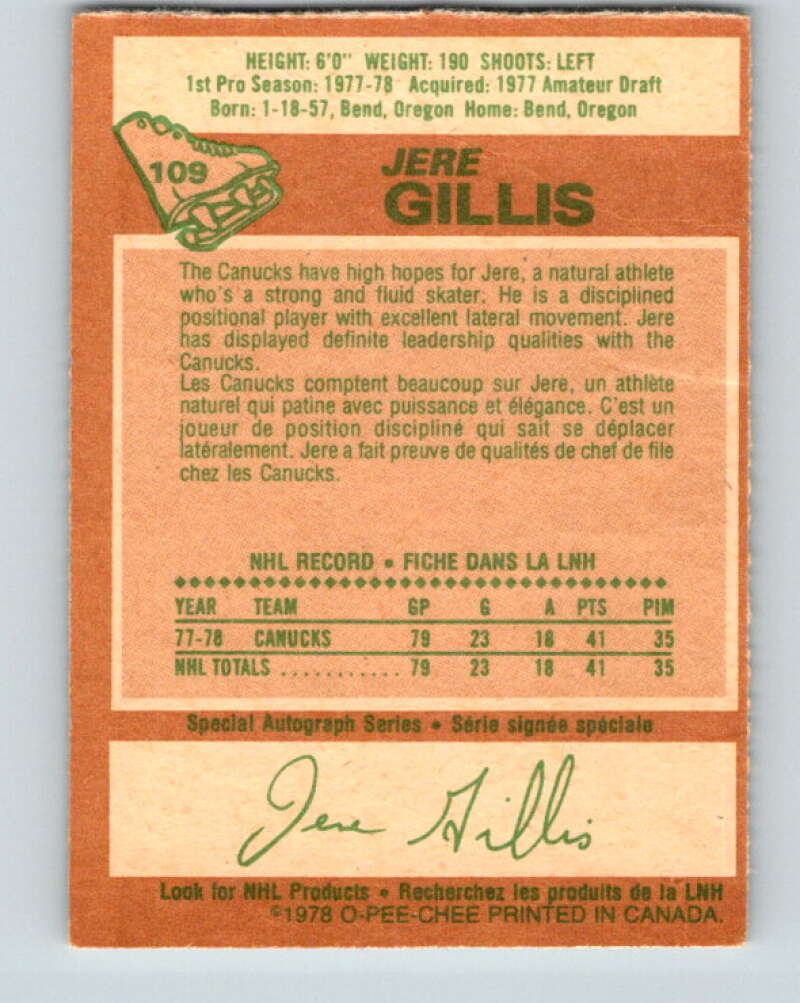 HEIGHT: 6'0" WEIGHT: 190 SHOOTS: LEFT
1st Pro Season: 1977-78 Acquired: 1977 Amateur Draft
Born: 1-18-57, Bend, Oregon Home: Bend, Oregon
109
JERE
GILLIS
The Canucks have high hopes for Jere, a natural athlete
who's a strong and fluid skater. He is a disciplined
positional player with excellent lateral movement. Jere
has displayed definite leadership qualities with the
Canucks.
Les Canucks comptent beaucoup sur Jere, un athlète
naturel qui patine avec puissance et élégance. C'est un
joueur de position discipliné qui sait se déplacer
latéralement. Jere a fait preuve de qualités de chef de file
chez les Canucks.
NHL RECORD • FICHE DANS LA LNH
YEAR TEAM GP G A PTS PIM
77-78 CANUCKS 79 23 18 41 35
NHL TOTALS ........... 79 23 18 41 35
Special Autograph Series • Série signée spéciale
Jere Gillis
Look for NHL Products • Recherchez les produits de la LNH
©1978 O-PEE-CHEE PRINTED IN CANADA.